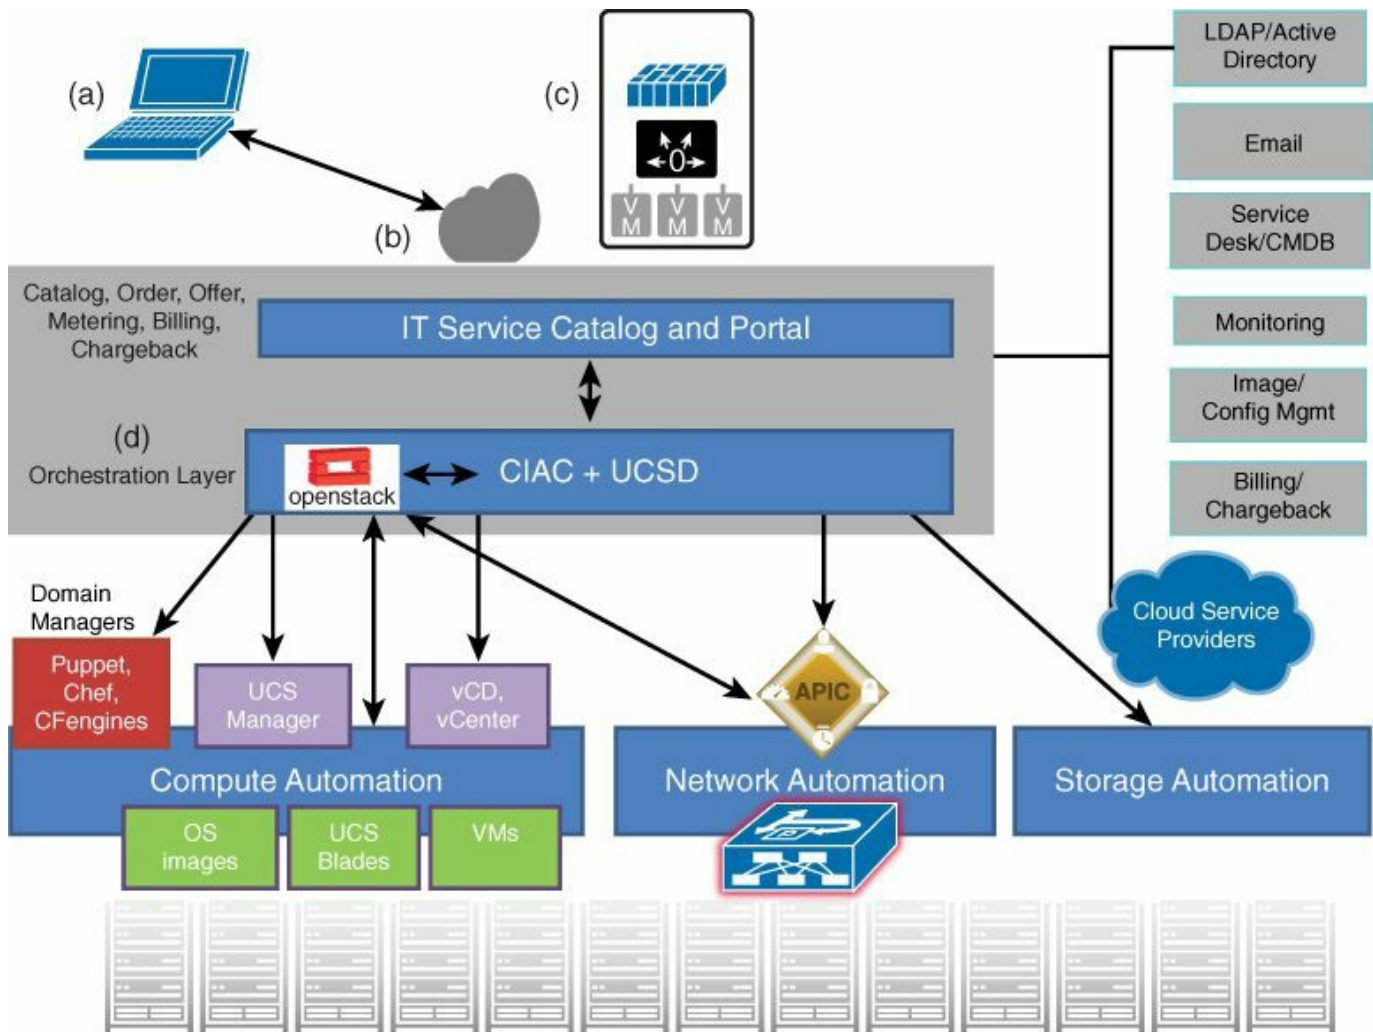 (a)
(b)
(c)
V
M
V
M
V
M
LDAP/Active
Directory
Email
Service
Desk/CMDB
Monitoring
Image/
Config Mgmt
Billing/
Chargeback
Cloud Service
Providers
Catalog, Order, Offer,
Metering, Billing,
Chargeback
IT Service Catalog and Portal
(d)
Orchestration Layer
openstack
CIAC + UCSD
Domain
Managers
Puppet,
Chef,
CFengines
UCS
Manager
vCD,
vCenter
APIC
Compute Automation
Network Automation
Storage Automation
OS
images
UCS
Blades
VMs